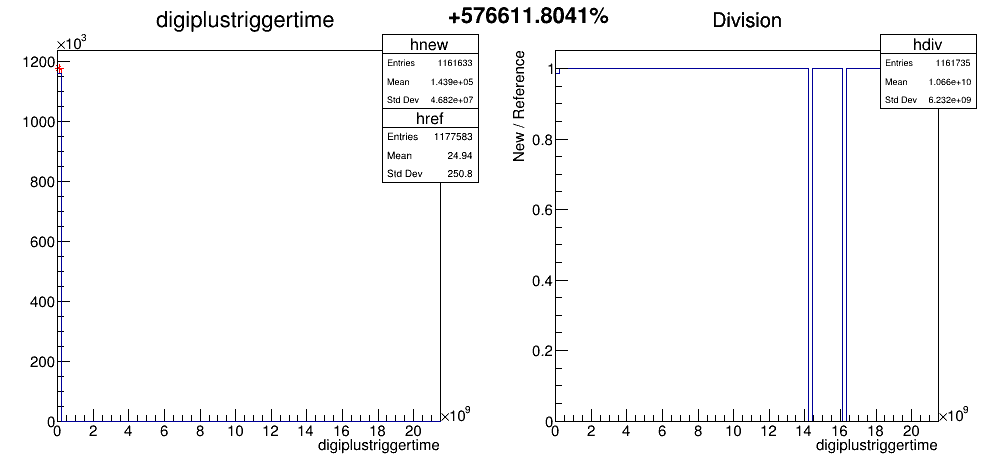 +576611.8041%
digiplustriggertime
×10³
1200
1000
800
600
400
200
0
0 2 4 6 8 10 12 14 16 18 20
×10⁹
digiplustriggertime
hnew
Entries 1161633
Mean 1.439e+05
Std Dev 4.682e+07
href
Entries 1177583
Mean 24.94
Std Dev 250.8
Division
New / Reference
1
0.8
0.6
0.4
0.2
0
0 2 4 6 8 10 12 14 16 18 20
×10⁹
digiplustriggertime
hdiv
Entries 1161735
Mean 1.066e+10
Std Dev 6.232e+09